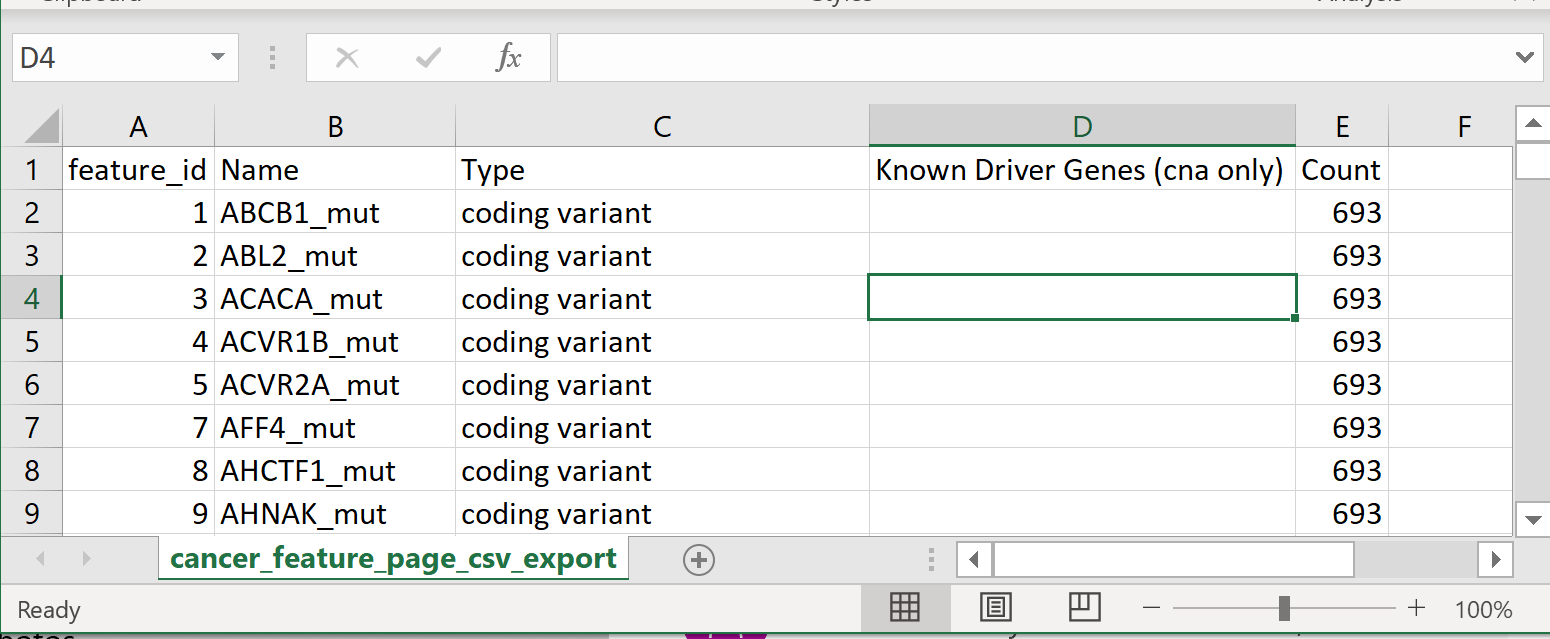 D4 fx
A B C D E F
1 feature_id Name Type Known Driver Genes (cna only) Count
2 1 ABCB1_mut coding variant 693
3 2 ABL2_mut coding variant 693
4 3 ACACA_mut coding variant 693
5 4 ACVR1B_mut coding variant 693
6 5 ACVR2A_mut coding variant 693
7 7 AFF4_mut coding variant 693
8 8 AHCTF1_mut coding variant 693
9 9 AHNAK_mut coding variant 693
cancer_feature_page_csv_export
Ready 100%